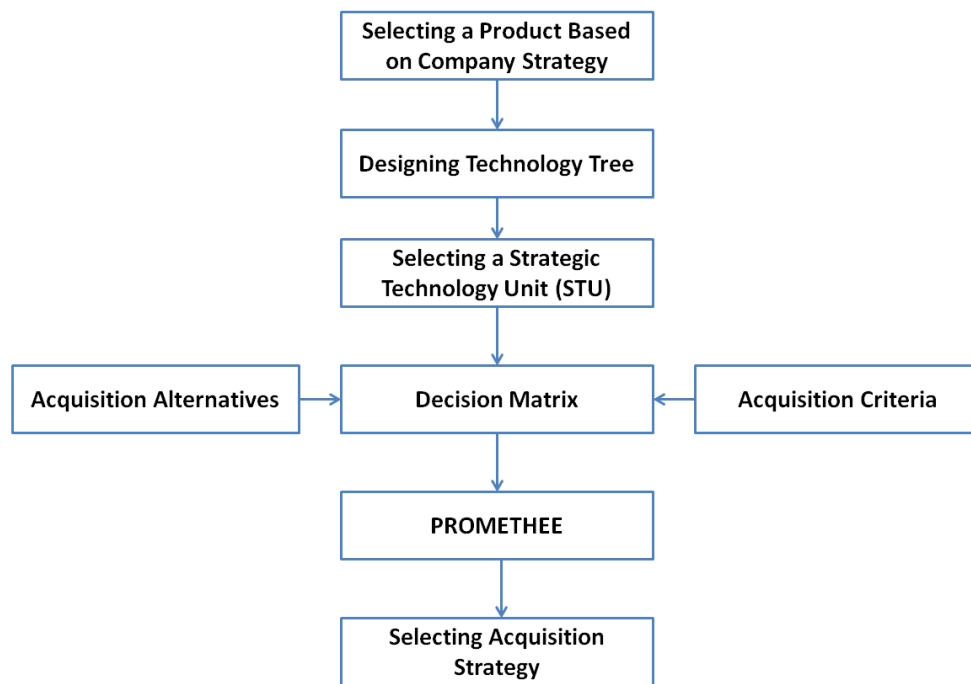 Selecting a Product Based
on Company Strategy
Designing Technology Tree
Selecting a Strategic
Technology Unit (STU)
Acquisition Alternatives
Decision Matrix
Acquisition Criteria
PROMETHEE
Selecting Acquisition
Strategy